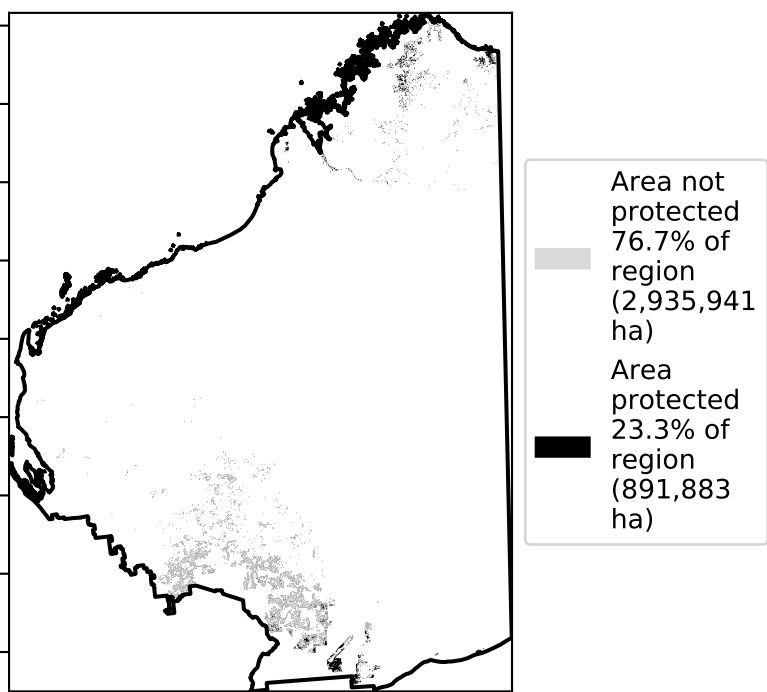 Area not
protected
76.7% of
region
(2,935,941
ha)
Area
protected
23.3% of
region
(891,883
ha)